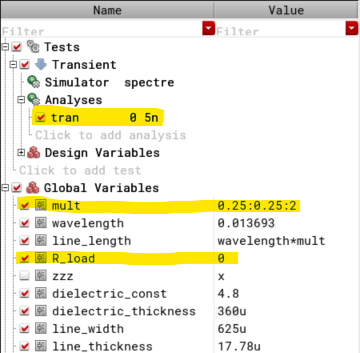 Name Value
Filter Filter
Tests
Transient
Simulator spectre
Analyses
tran 0 5n
Click to add analysis
Design Variables
Click to add test
Global Variables
mult 0.25:0.25:2
wavelength 0.013693
line_length wavelength*mult
R_load 0
zzz x
dielectric_const 4.8
dielectric_thickness 360u
line_width 625u
line_thickness 17.78u